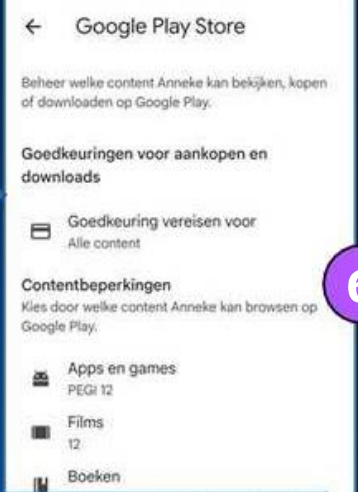 Google Play Store
Beheer welke content Anneke kan bekijken, kopen
of downloaden op Google Play.
Goedkeuringen voor aankopen en
downloads
Goedkeuring vereisen voor
Alle content
Contentbeperkingen
Kies door welke content Anneke kan browsen op
Google Play.
6
Apps en games
PEGI 12
Films
12
Boeken